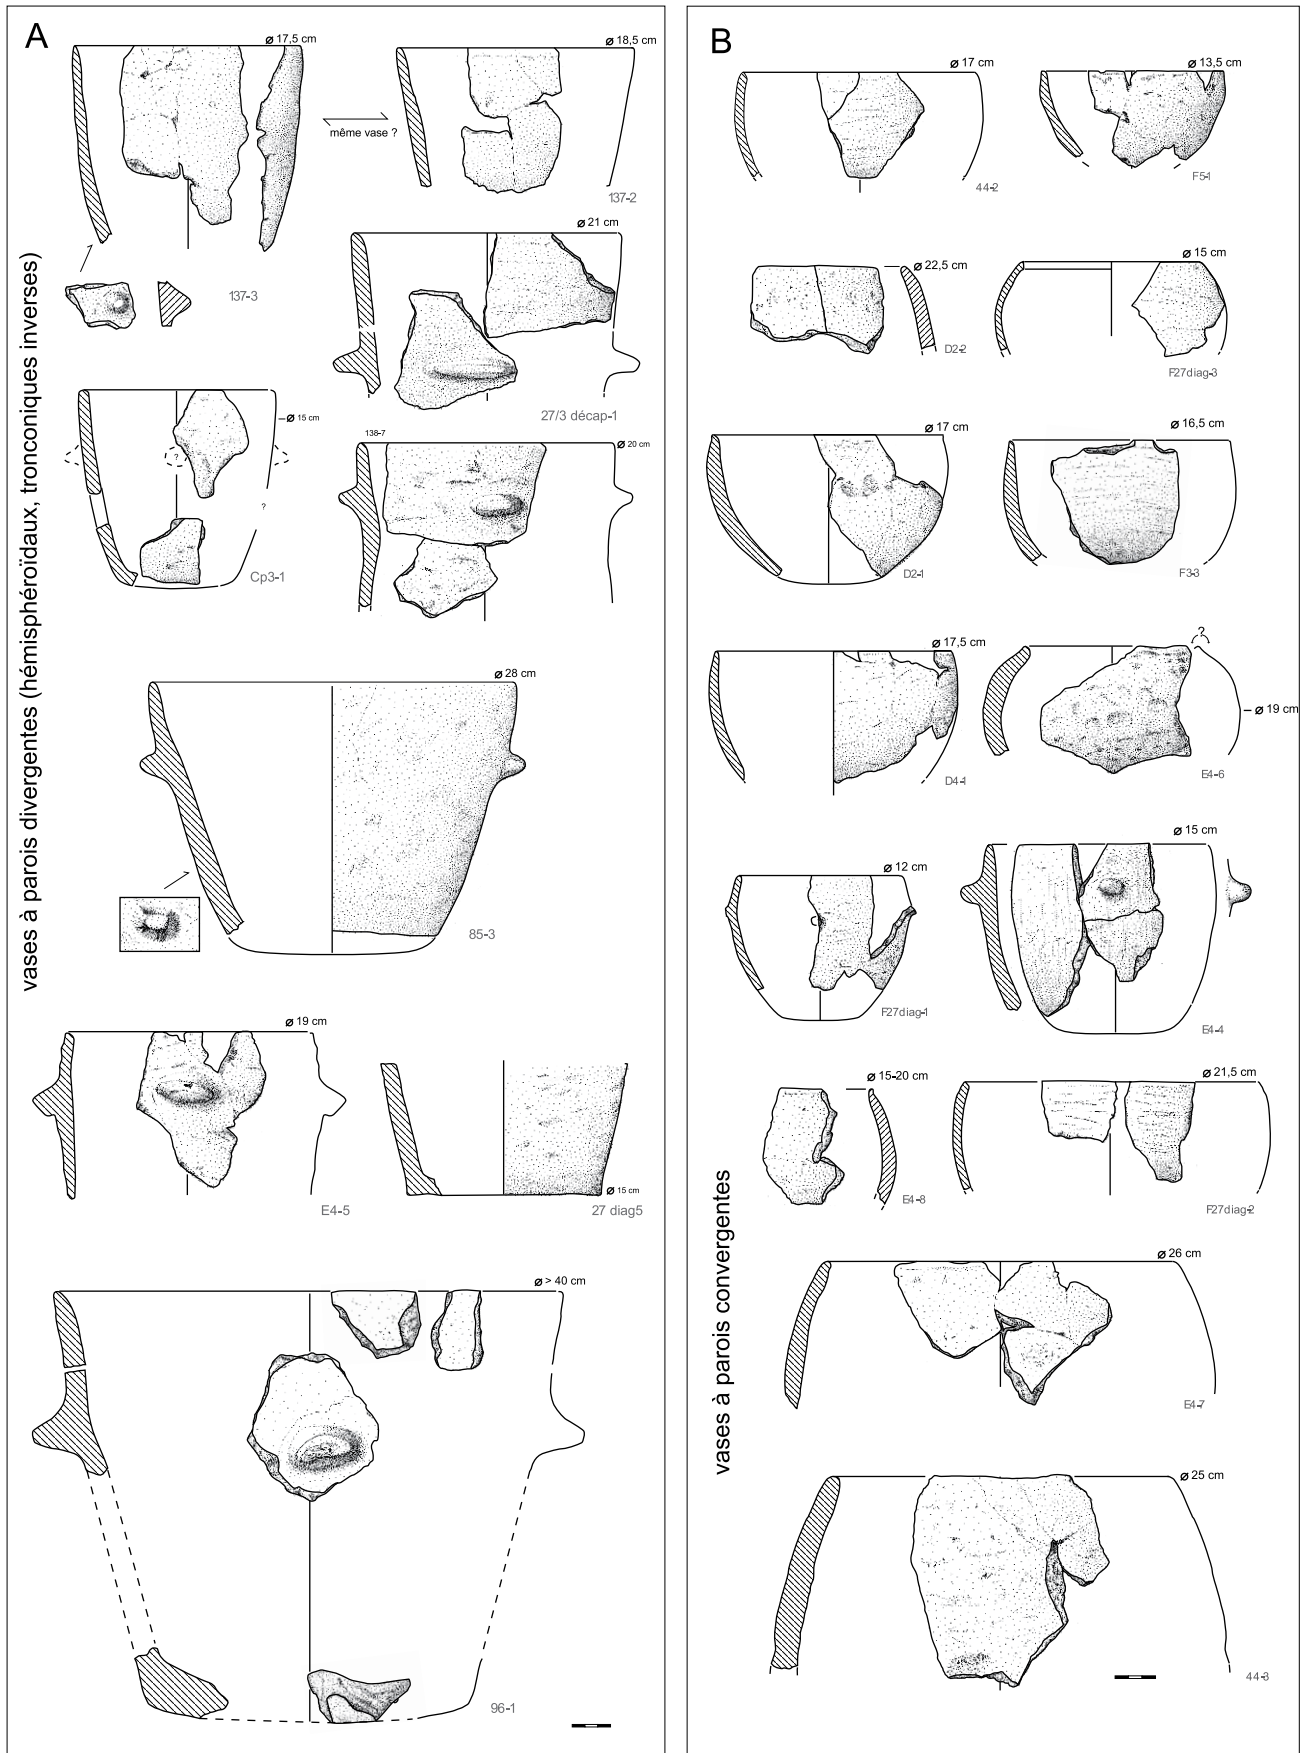 A
vases à parois divergentes (hémisphéroïdaux, tronconiques inverses)
ø 17,5 cm
137-3
même vase ?
ø 18,5 cm
137-2
ø 21 cm
27/3 décap-1
ø 15 cm
?
?
Cp3-1
138-7
ø 20 cm
ø 28 cm
85-3
ø 19 cm
E4-5
ø 15 cm
27 diag5
ø > 40 cm
96-1
B
vases à parois convergentes
ø 17 cm
44-2
ø 13,5 cm
F5-1
ø 22,5 cm
D2-2
ø 15 cm
F27diag-3
ø 17 cm
D2-1
ø 16,5 cm
F3-3
ø 17,5 cm
D4-1
?
ø 19 cm
E4-6
ø 12 cm
F27diag-1
ø 15 cm
E4-4
ø 15-20 cm
E4-8
ø 21,5 cm
F27diag-2
ø 26 cm
E4-7
ø 25 cm
44-3